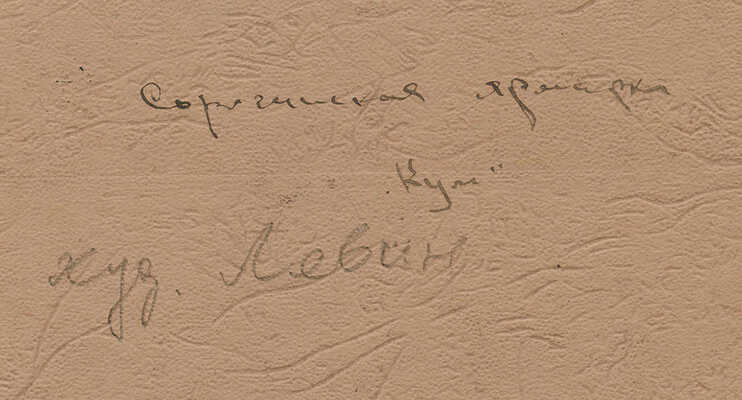 Сорочинская ярмарка
"Кум"
худ. Левин